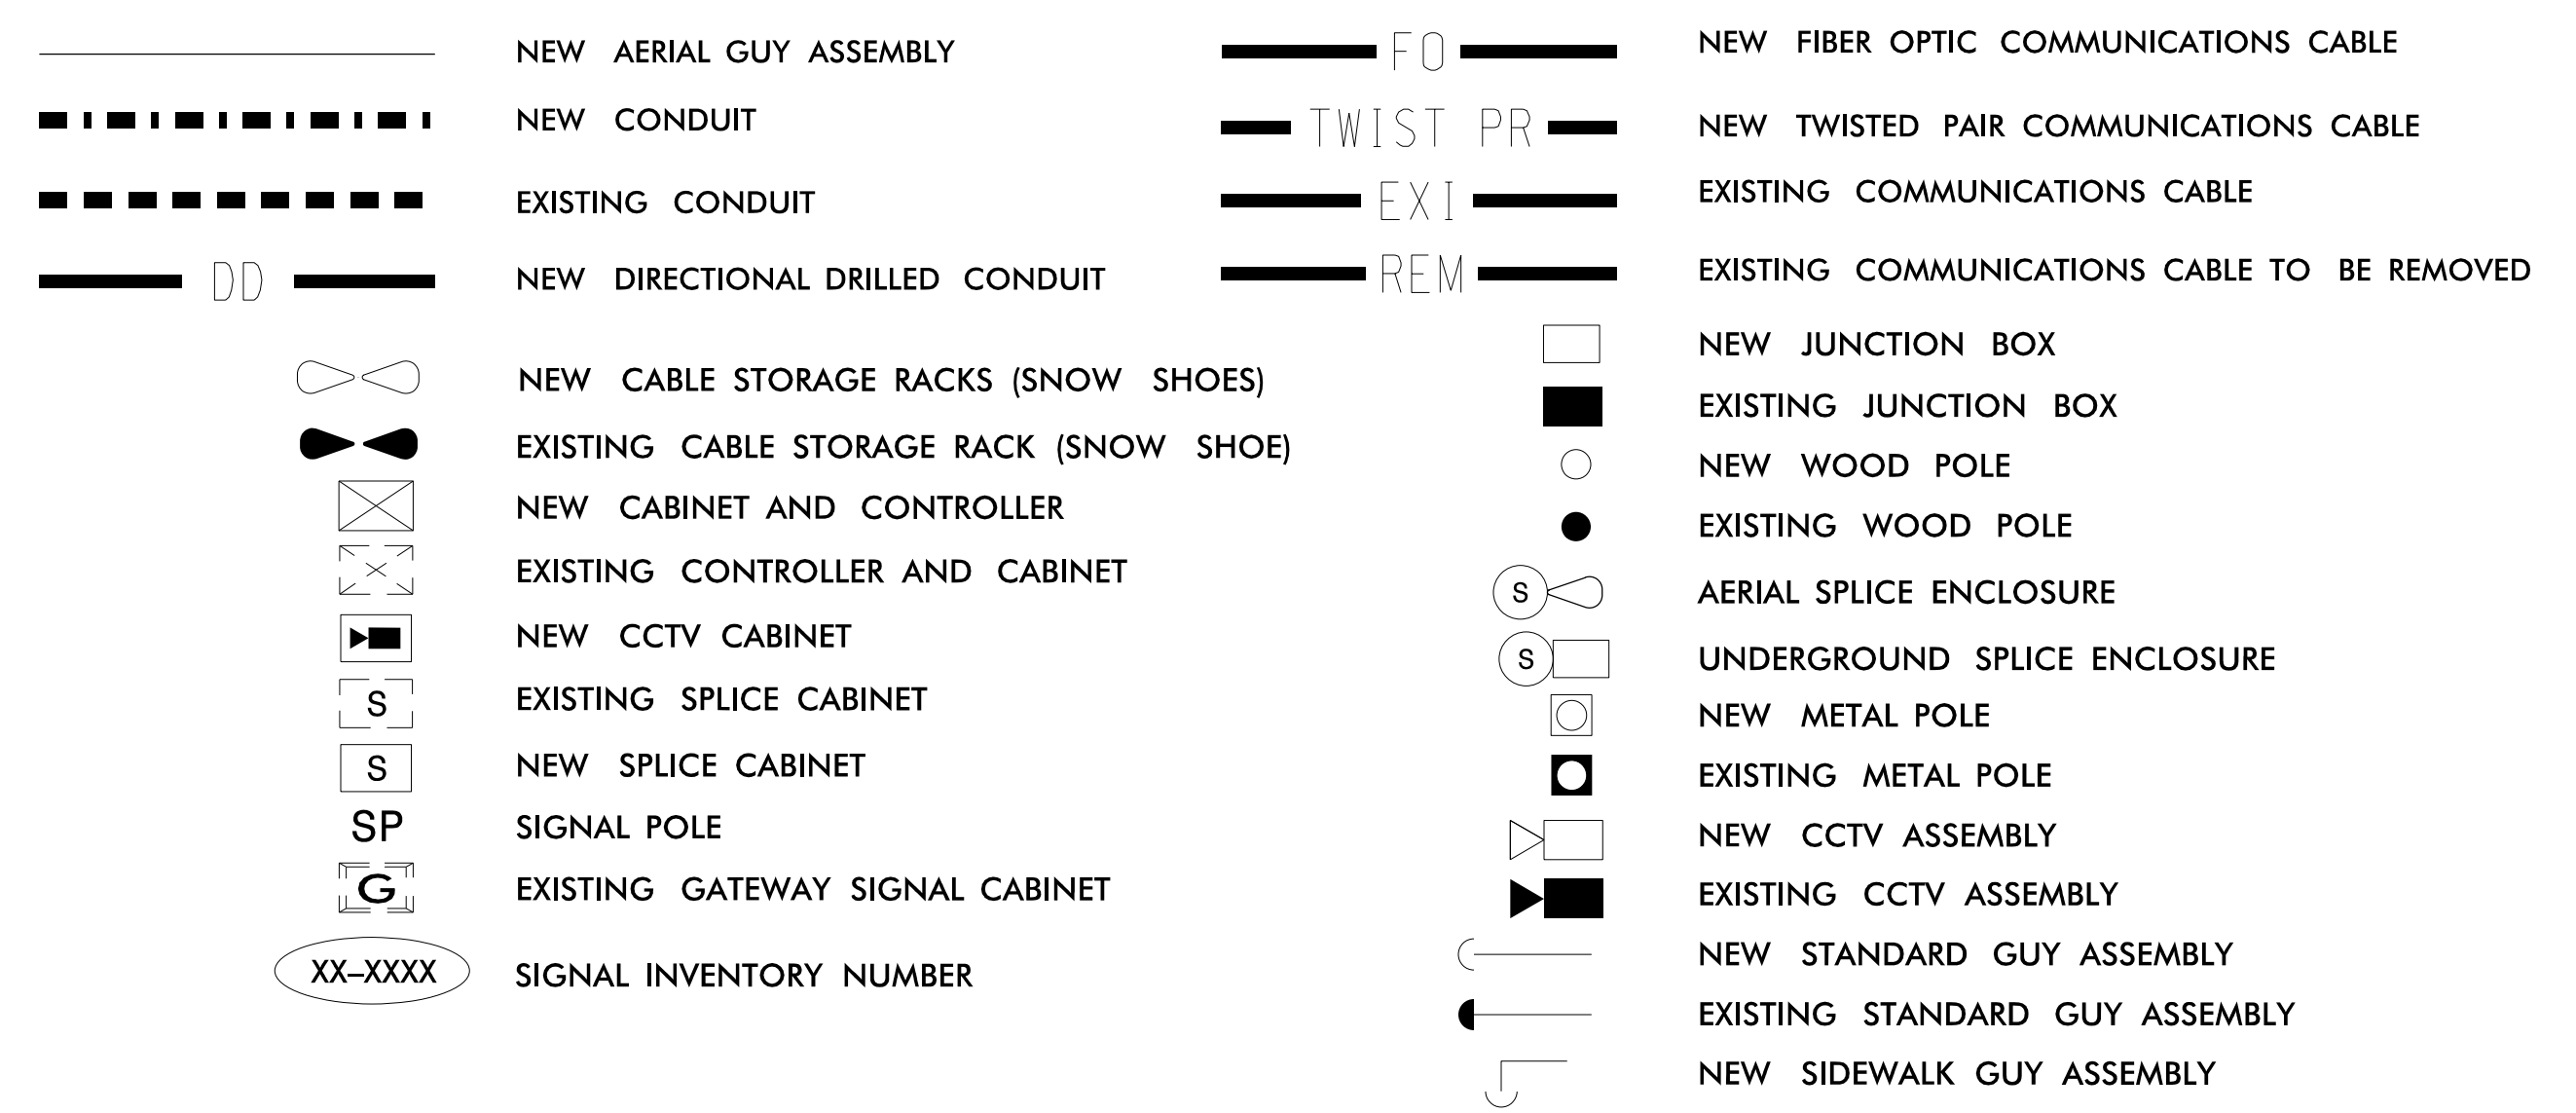 NEW AERIAL GUY ASSEMBLY
NEW CONDUIT
EXISTING CONDUIT
DD NEW DIRECTIONAL DRILLED CONDUIT
NEW CABLE STORAGE RACKS (SNOW SHOES)
EXISTING CABLE STORAGE RACK (SNOW SHOE)
NEW CABINET AND CONTROLLER
EXISTING CONTROLLER AND CABINET
NEW CCTV CABINET
S EXISTING SPLICE CABINET
S NEW SPLICE CABINET
SP SIGNAL POLE
G EXISTING GATEWAY SIGNAL CABINET
XX-XXXX SIGNAL INVENTORY NUMBER
FO NEW FIBER OPTIC COMMUNICATIONS CABLE
TWIST PR NEW TWISTED PAIR COMMUNICATIONS CABLE
EXI EXISTING COMMUNICATIONS CABLE
REM EXISTING COMMUNICATIONS CABLE TO BE REMOVED
NEW JUNCTION BOX
EXISTING JUNCTION BOX
NEW WOOD POLE
EXISTING WOOD POLE
S AERIAL SPLICE ENCLOSURE
S UNDERGROUND SPLICE ENCLOSURE
NEW METAL POLE
EXISTING METAL POLE
NEW CCTV ASSEMBLY
EXISTING CCTV ASSEMBLY
NEW STANDARD GUY ASSEMBLY
EXISTING STANDARD GUY ASSEMBLY
NEW SIDEWALK GUY ASSEMBLY